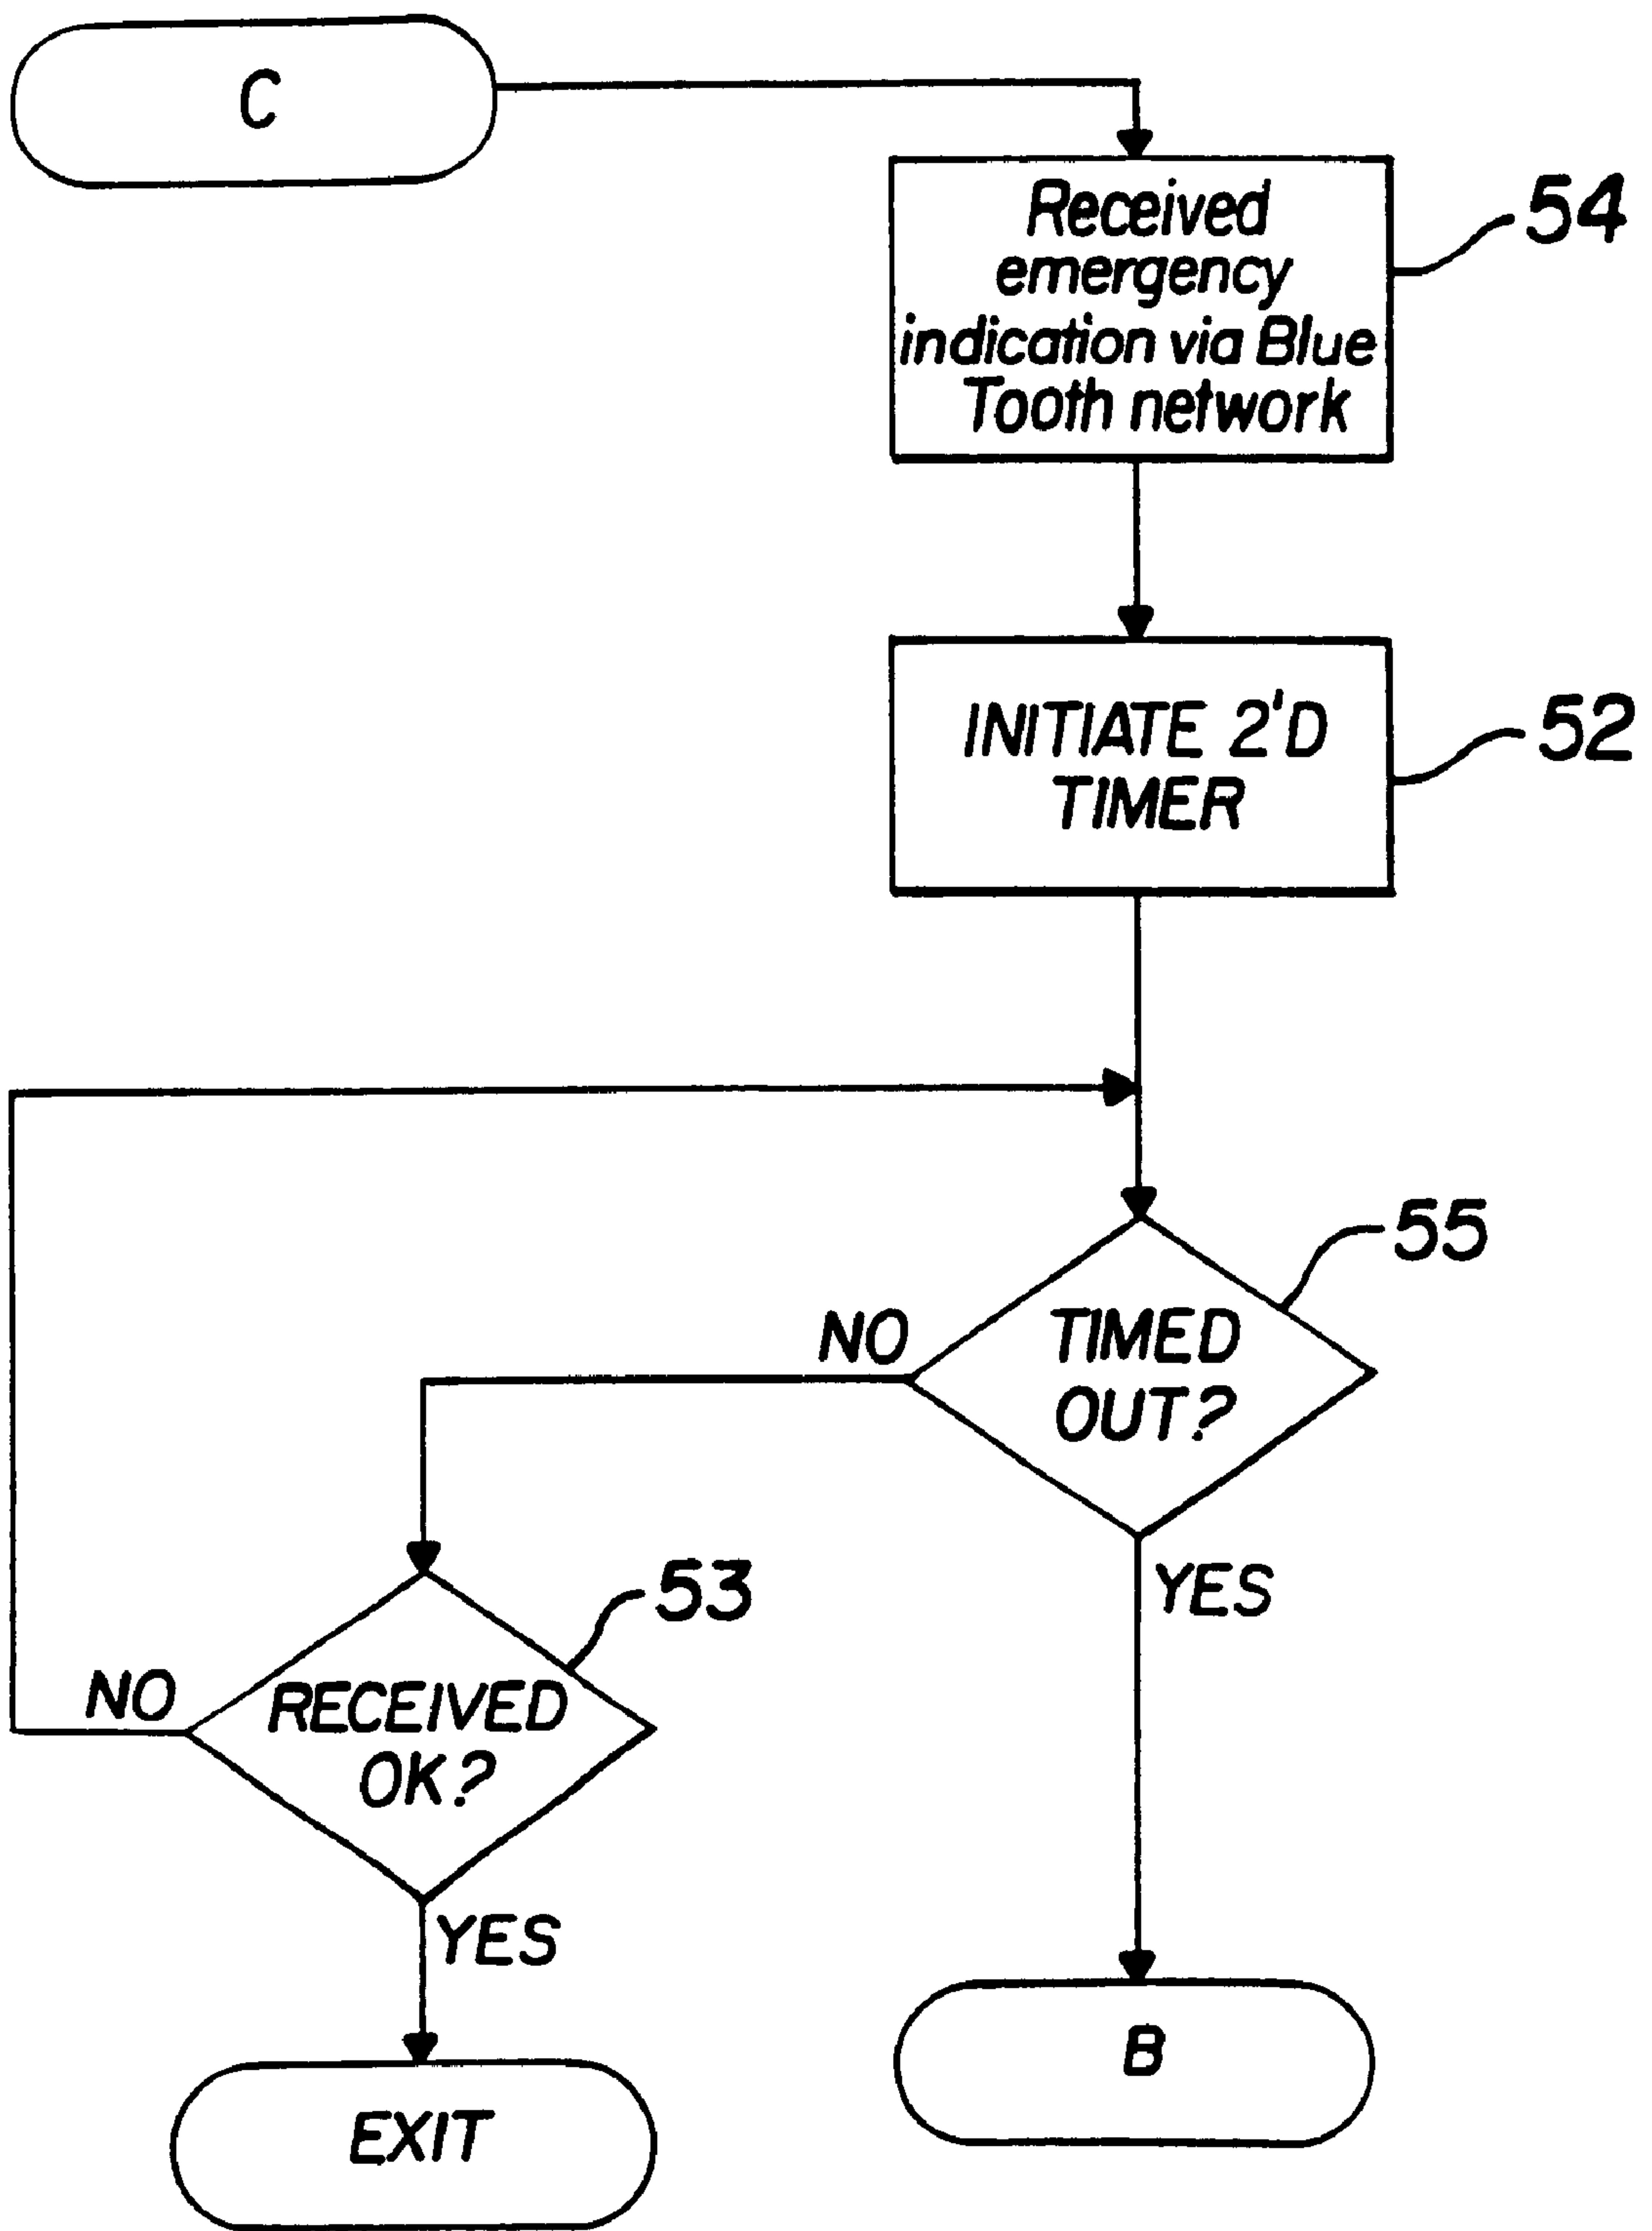 C
Received
emergency
indication via Blue
Tooth network
54
INITIATE 2'D
TIMER
52
55
TIMED
OUT?
NO
YES
53
RECEIVED
OK?
NO
YES
B
EXIT